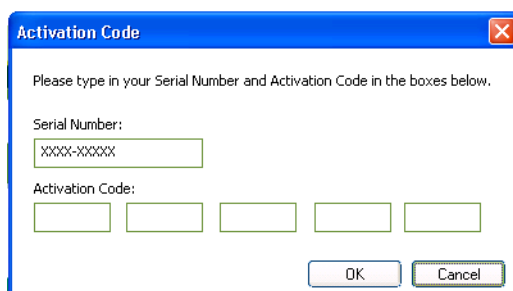 Activation Code
Please type in your Serial Number and Activation Code in the boxes below.
Serial Number:
XXXX-XXXXX
Activation Code:
OK Cancel